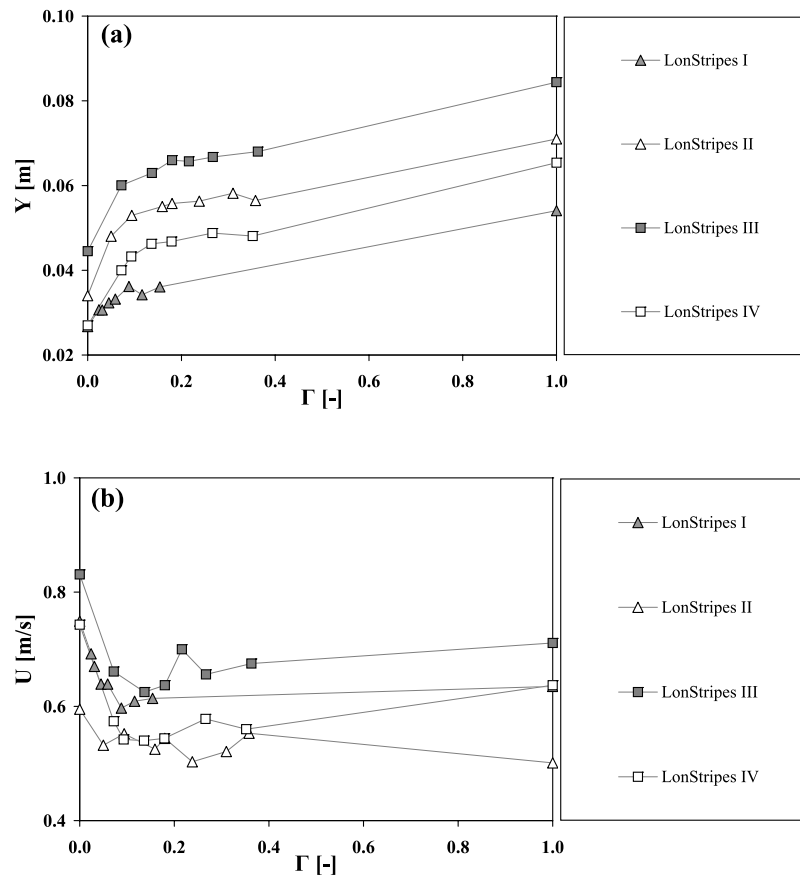 (a)
Y [m]
0.10
0.08
0.06
0.04
0.02
0.0 0.2 0.4 0.6 0.8 1.0
Γ [-]
LonStripes I
LonStripes II
LonStripes III
LonStripes IV
(b)
U [m/s]
1.0
0.8
0.6
0.4
0.0 0.2 0.4 0.6 0.8 1.0
Γ [-]
LonStripes I
LonStripes II
LonStripes III
LonStripes IV